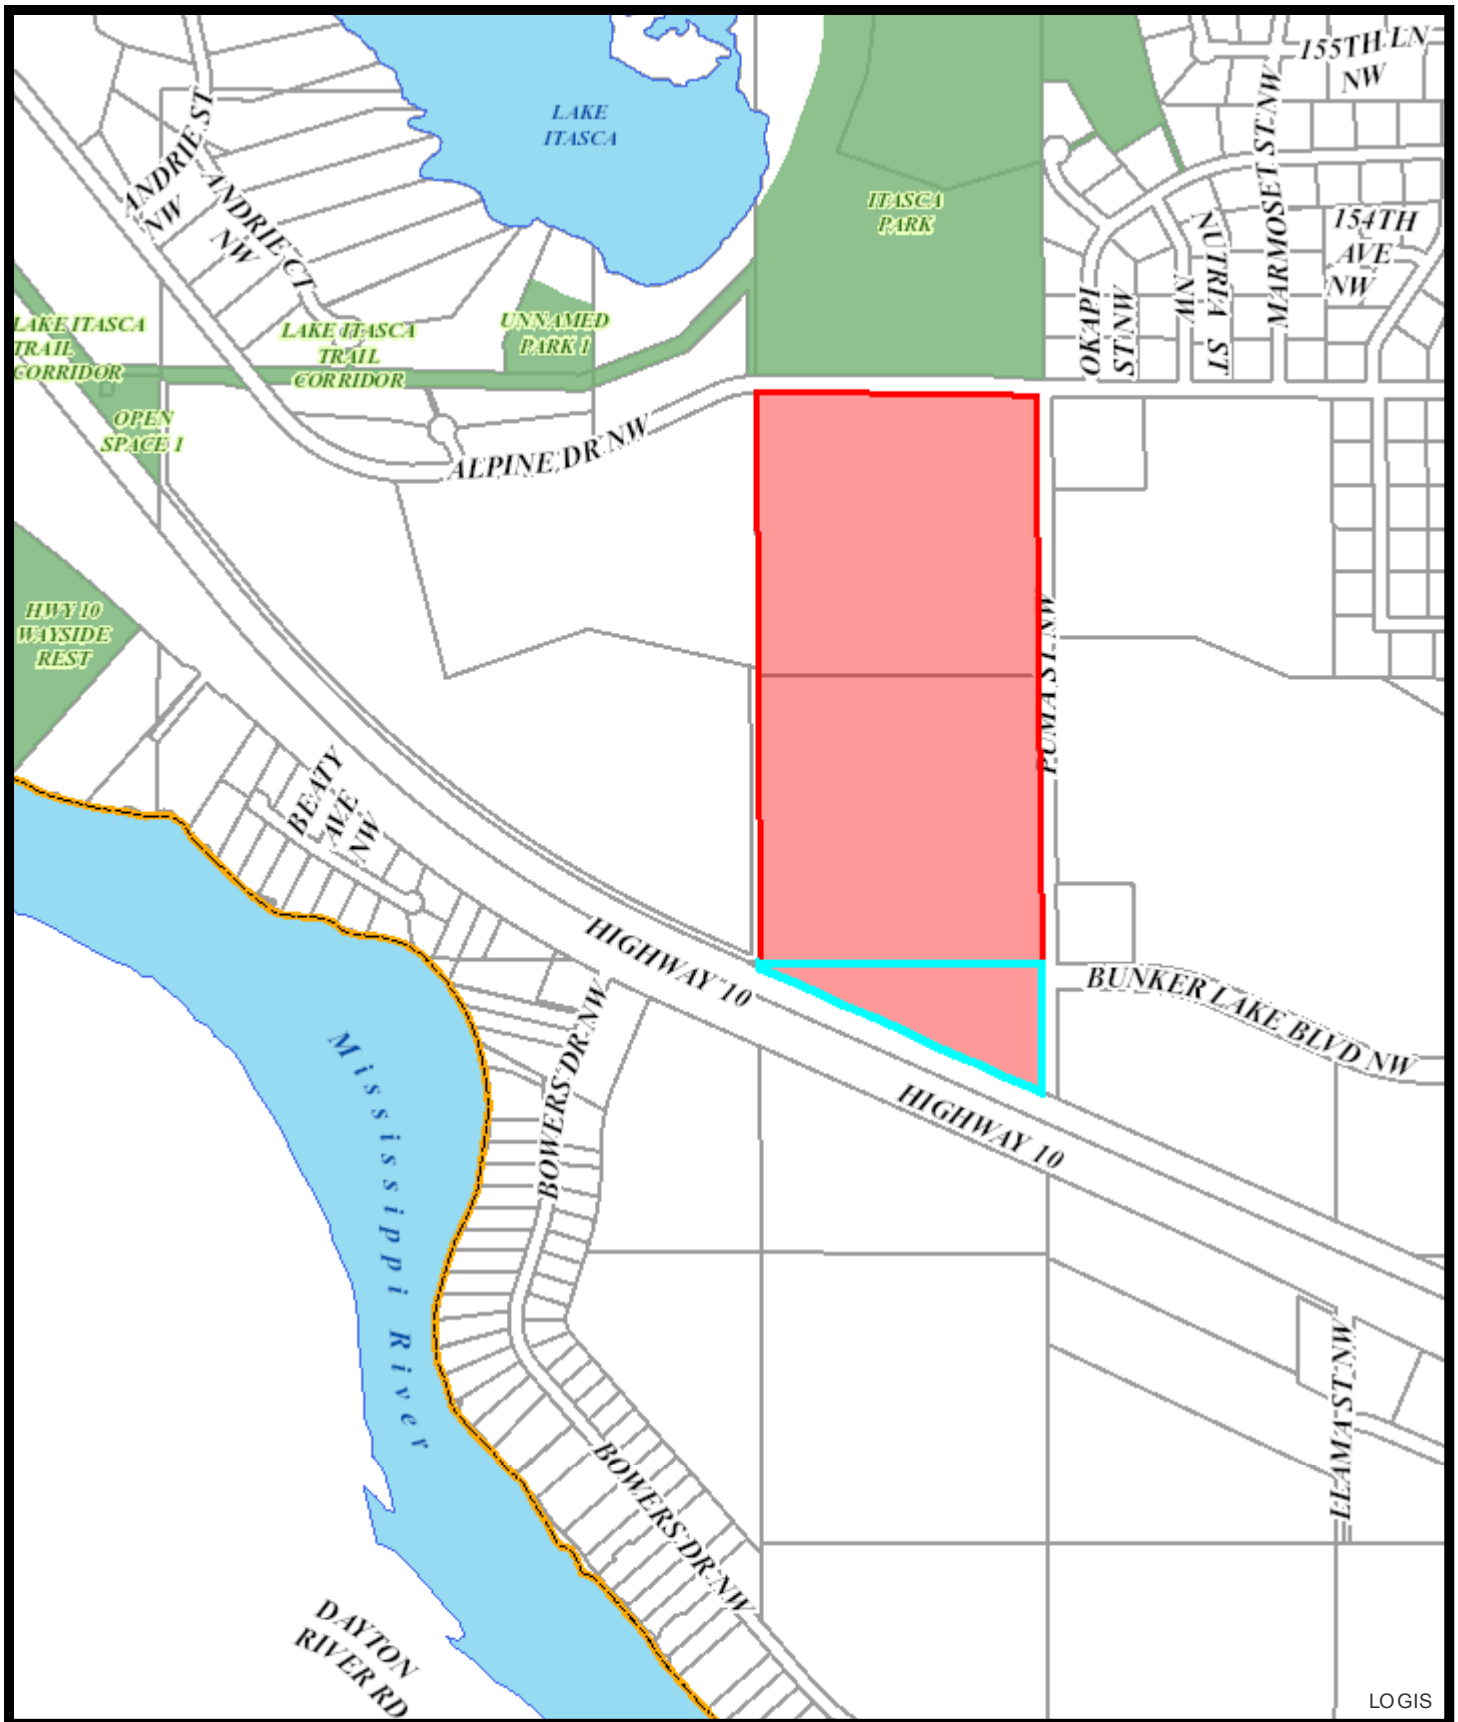 155TH LN
NW
LAKE
ITASCA
ANDRIE ST
NW
ANDRIE CT
NW
ITASCA
PARK
MARMOSET ST NW
154TH
AVE
NW
NUTRIA ST
NW
OKAPI
ST NW
LAKE ITASCA
TRAIL
CORRIDOR
LAKE ITASCA
TRAIL
CORRIDOR
UNNAMED
PARK 1
OPEN
SPACE 1
ALPINE DR NW
HWY 10
WAYSIDE
REST
PUMA ST NW
BEATY
AVE
NW
HIGHWAY 10
BUNKER LAKE BLVD NW
BOWERS DR NW
Mississippi River
HIGHWAY 10
LLAMA ST NW
BOWERS DR NW
DAYTON
RIVER RD
LOGIS